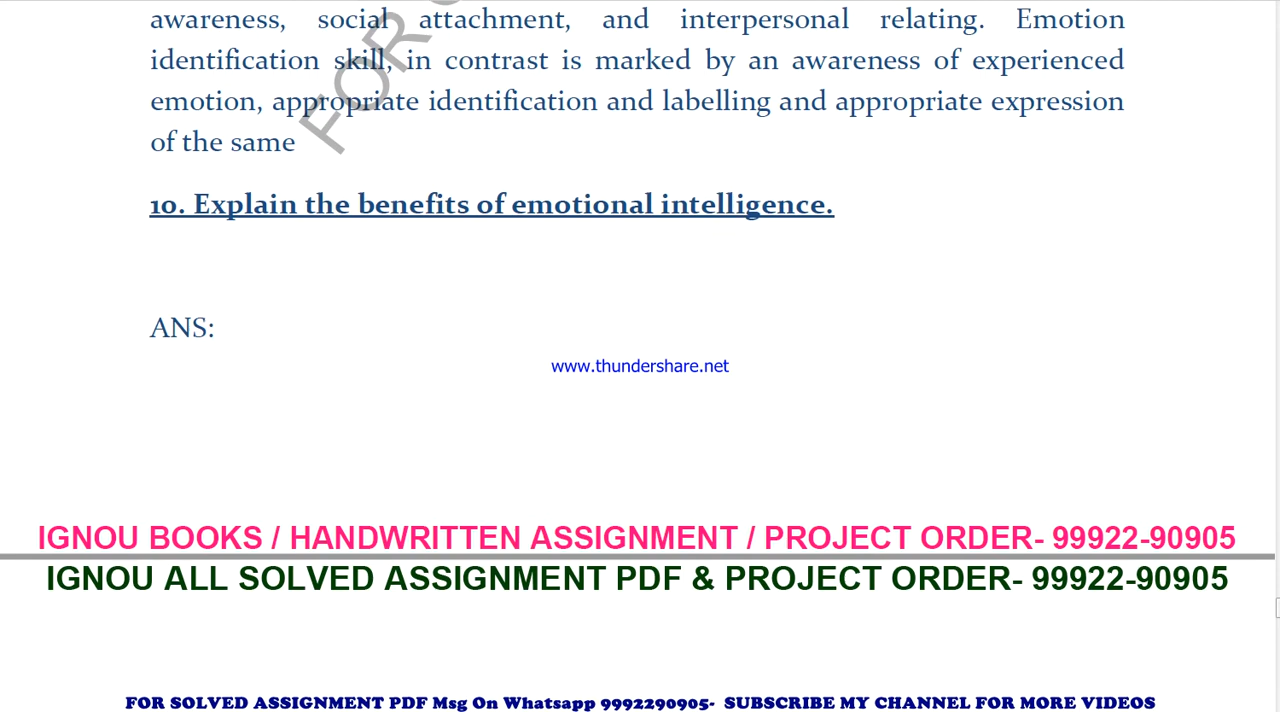 awareness, social attachment, and interpersonal relating. Emotion
identification skill, in contrast is marked by an awareness of experienced
emotion, appropriate identification and labelling and appropriate expression
of the same
FOR
10. Explain the benefits of emotional intelligence.
ANS:
www.thundershare.net
IGNOU BOOKS / HANDWRITTEN ASSIGNMENT / PROJECT ORDER- 99922-90905
IGNOU ALL SOLVED ASSIGNMENT PDF & PROJECT ORDER- 99922-90905
FOR SOLVED ASSIGNMENT PDF Msg On Whatsapp 9992290905- SUBSCRIBE MY CHANNEL FOR MORE VIDEOS